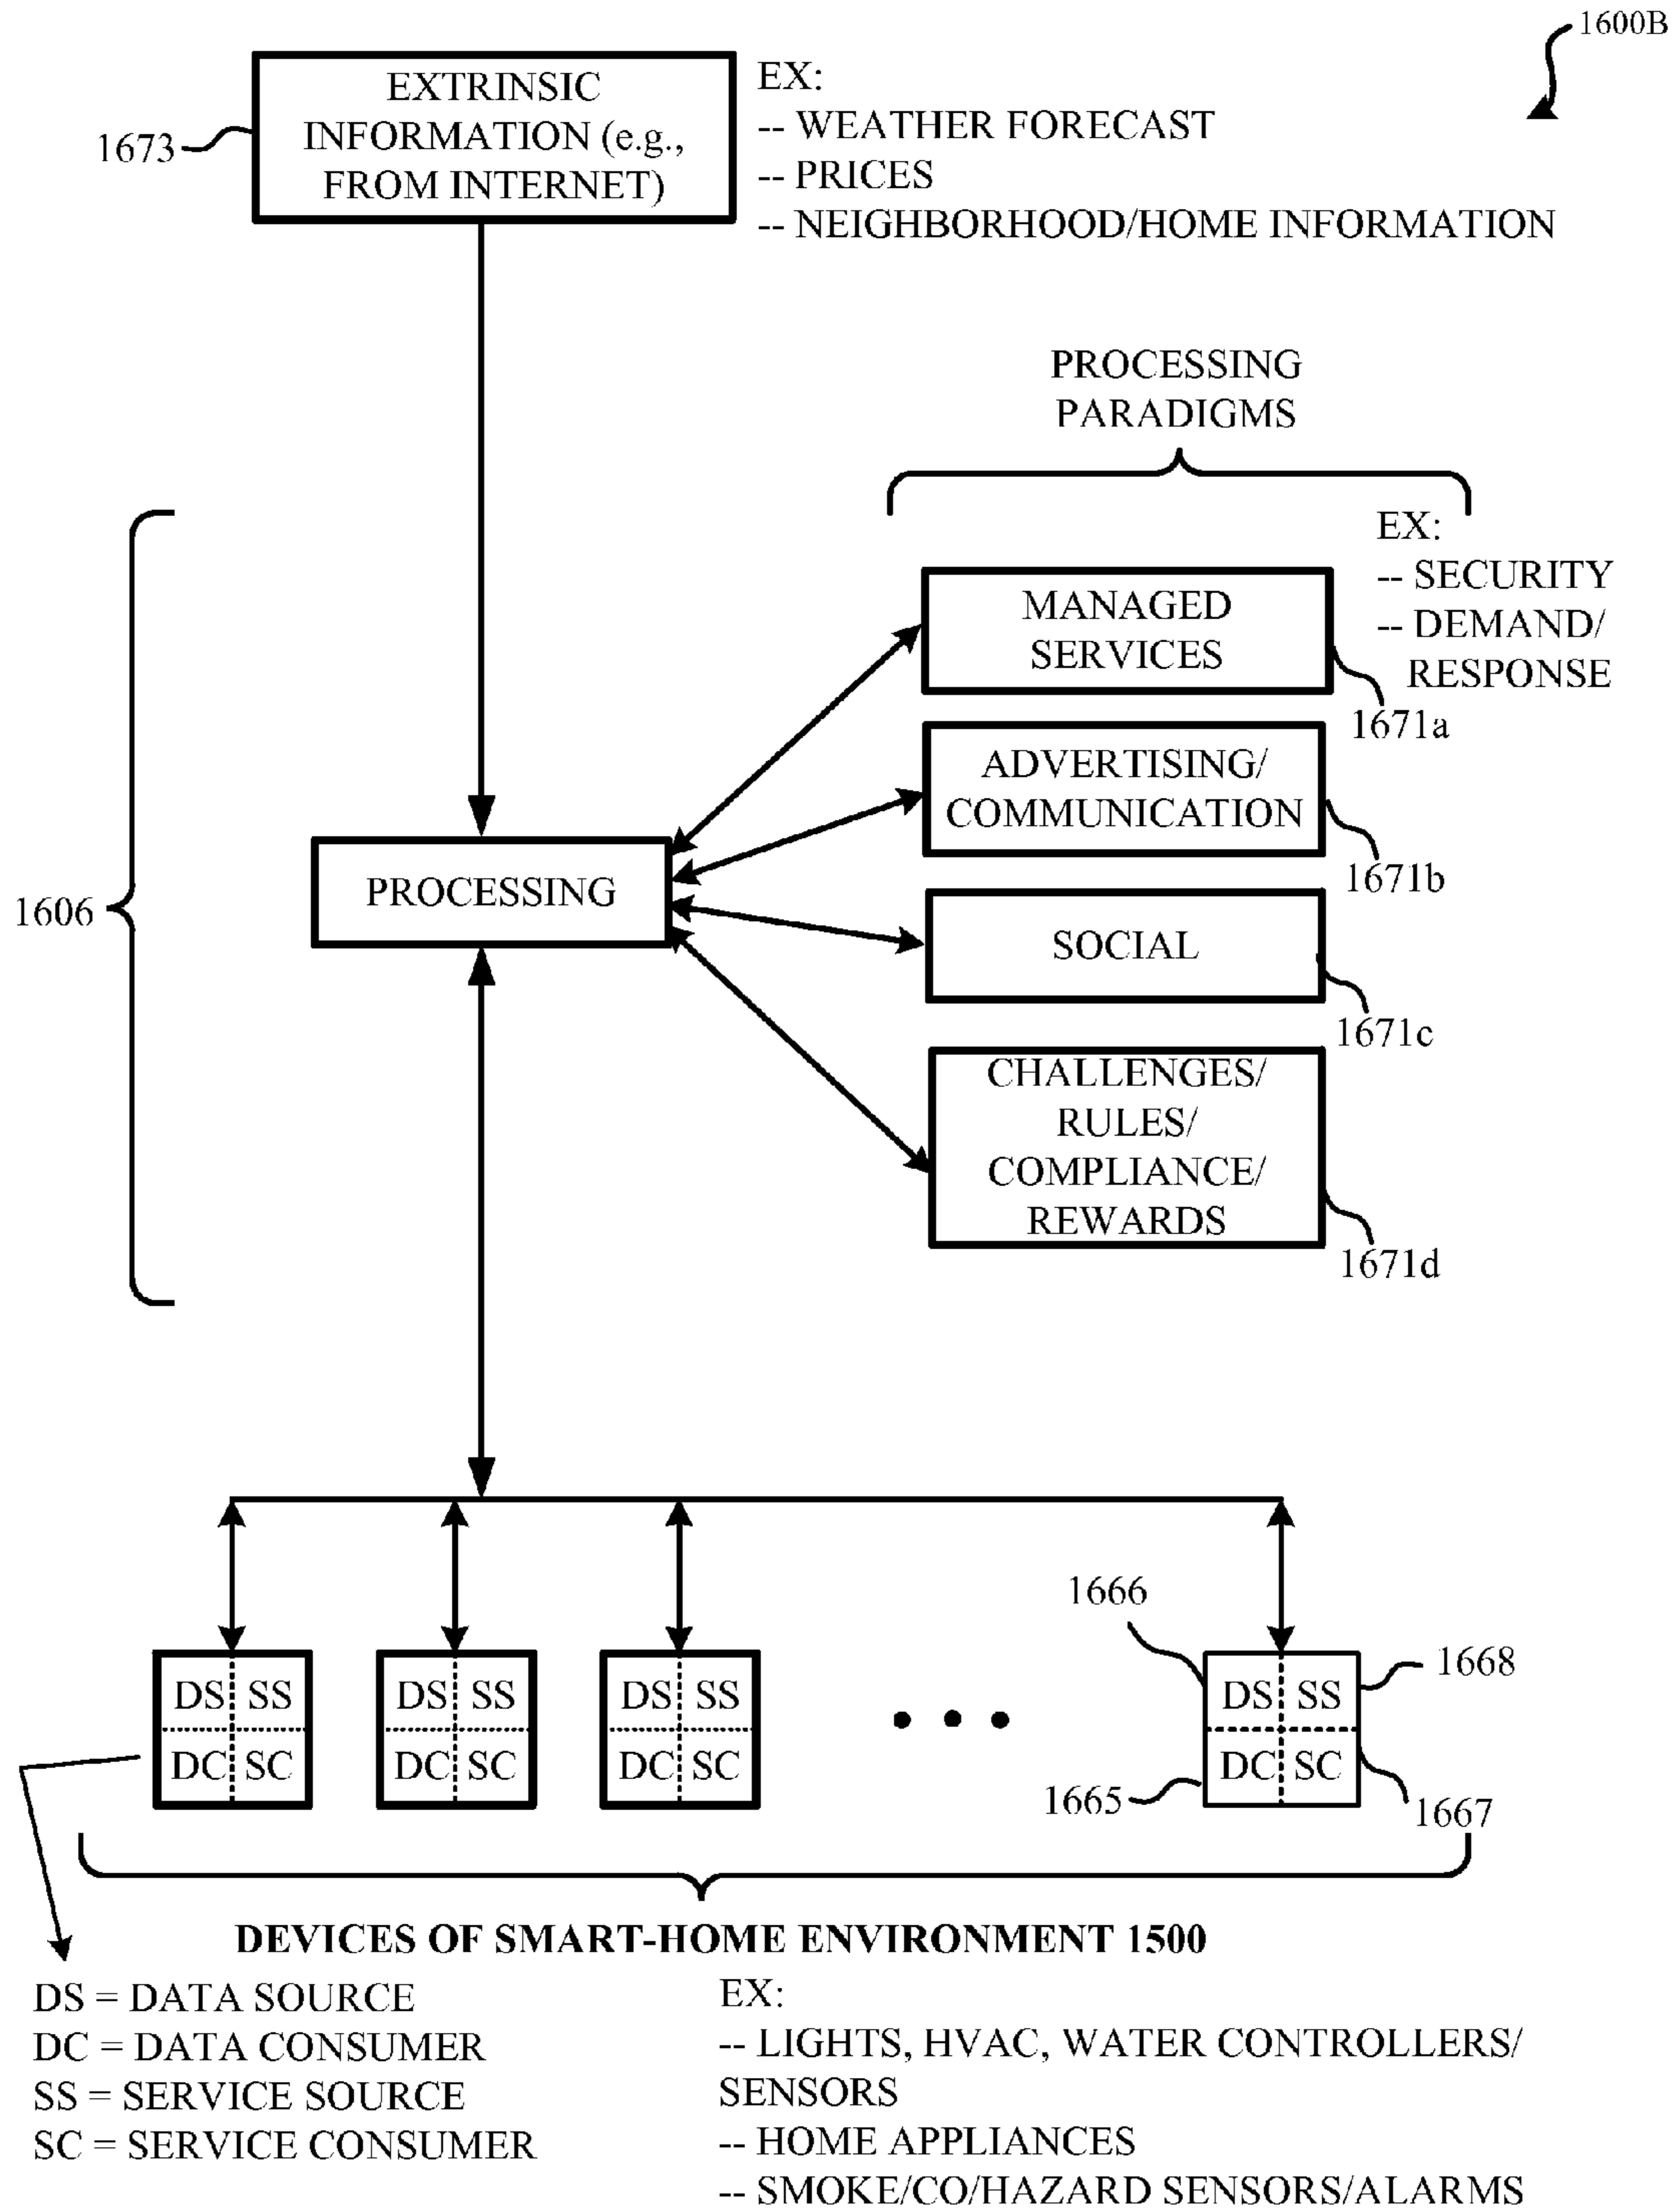 1600B
EXTRINSIC
INFORMATION (e.g.,
FROM INTERNET)
1673
EX:
-- WEATHER FORECAST
-- PRICES
-- NEIGHBORHOOD/HOME INFORMATION
PROCESSING
PARADIGMS
EX:
-- SECURITY
-- DEMAND/
RESPONSE
MANAGED
SERVICES
1671a
ADVERTISING/
COMMUNICATION
1671b
PROCESSING
1606
SOCIAL
1671c
CHALLENGES/
RULES/
COMPLIANCE/
REWARDS
1671d
1666
1668
DS SS
DC SC
DS SS
DC SC
DS SS
DC SC
DS SS
DC SC
1665
1667
DEVICES OF SMART-HOME ENVIRONMENT 1500
DS = DATA SOURCE
DC = DATA CONSUMER
SS = SERVICE SOURCE
SC = SERVICE CONSUMER
EX:
-- LIGHTS, HVAC, WATER CONTROLLERS/
SENSORS
-- HOME APPLIANCES
-- SMOKE/CO/HAZARD SENSORS/ALARMS